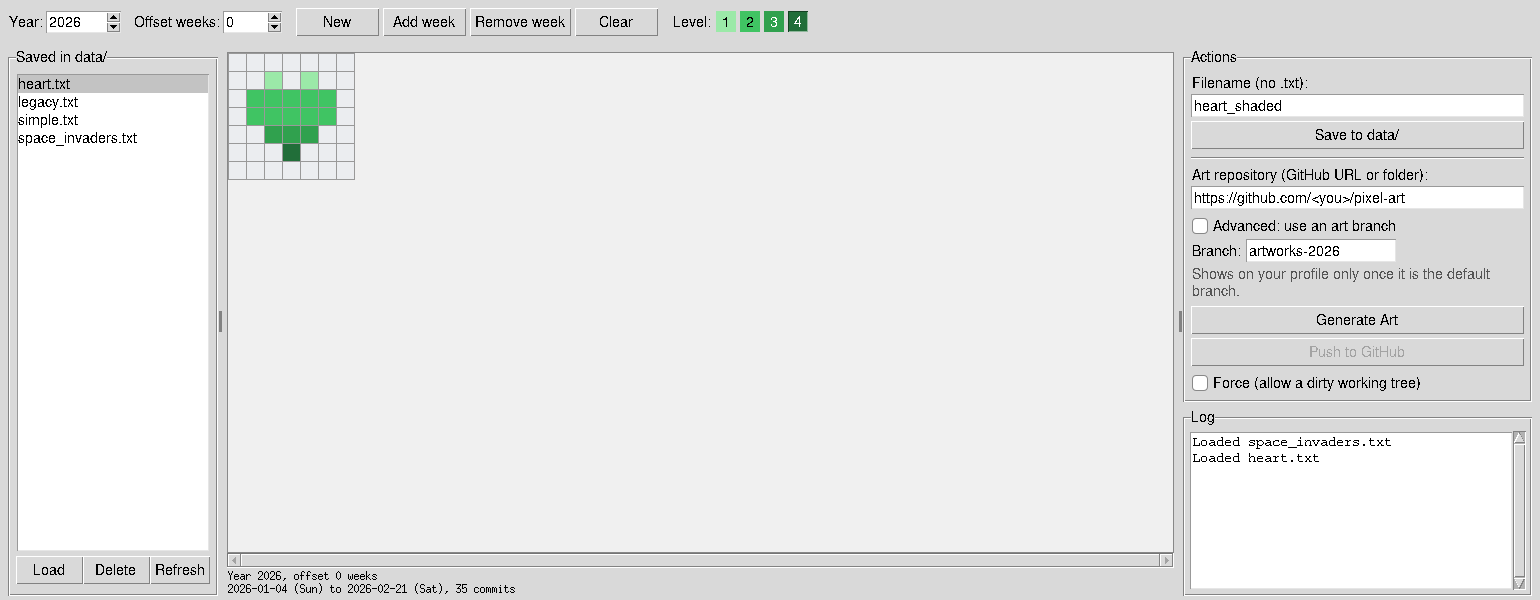 Year: 2026 Offset weeks: 0 New Add week Remove week Clear Level: 1 2 3 4
Saved in data/
heart.txt
legacy.txt
simple.txt
space_invaders.txt
Load Delete Refresh
Year 2026, offset 0 weeks
2026-01-04 (Sun) to 2026-02-21 (Sat), 35 commits
Actions
Filename (no .txt):
heart_shaded
Save to data/
Art repository (GitHub URL or folder):
https://github.com/<you>/pixel-art
Advanced: use an art branch
Branch: artworks-2026
Shows on your profile only once it is the default
branch.
Generate Art
Push to GitHub
Force (allow a dirty working tree)
Log
Loaded space_invaders.txt
Loaded heart.txt